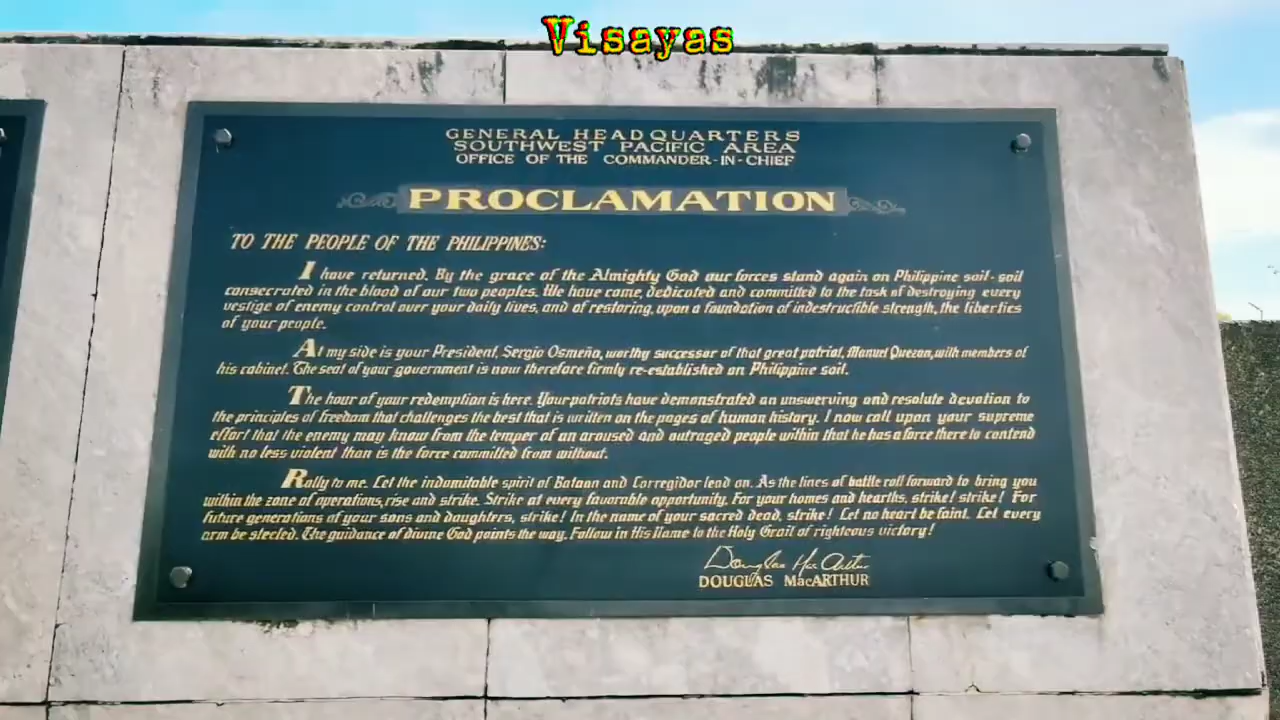 Visayas
GENERAL HEADQUARTERS
SOUTHWEST PACIFIC AREA
OFFICE OF THE COMMANDER-IN-CHIEF
PROCLAMATION
TO THE PEOPLE OF THE PHILIPPINES:
I have returned. By the grace of the Almighty God our forces stand again on Philippine soil - soil
consecrated in the blood of our two peoples. We have come, dedicated and committed to the task of destroying every
vestige of enemy control over your daily lives, and of restoring, upon a foundation of indestructible strength, the liberties
of your people.
At my side is your President, Sergio Osmeña, worthy successor of that great patriot, Manuel Quezon, with members of
his cabinet. The seat of your government is now therefore firmly re-established on Philippine soil.
The hour of your redemption is here. Your patriots have demonstrated an unswerving and resolute devotion to
the principles of freedom that challenges the best that is written on the pages of human history. I now call upon your supreme
effort that the enemy may know from the temper of an aroused and outraged people within that he has a force there to contend
with no less violent than is the force committed from without.
Rally to me. Let the indomitable spirit of Bataan and Corregidor lead on. As the lines of battle roll forward to bring you
within the zone of operations, rise and strike. Strike at every favorable opportunity. For your homes and hearths, strike! strike! For
future generations of your sons and daughters, strike! In the name of your sacred dead, strike! Let no heart be faint. Let every
arm be steeled. The guidance of divine God points the way. Follow in His Name to the Holy Grail of righteous victory!
Douglas MacArthur
DOUGLAS MacARTHUR